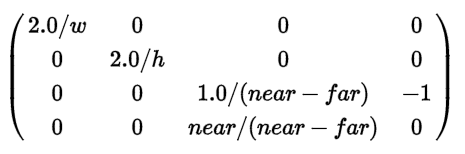 2.0/w 0 0 0
0 2.0/h 0 0
0 0 1.0/(near − far) −1
0 0 near/(near − far) 0